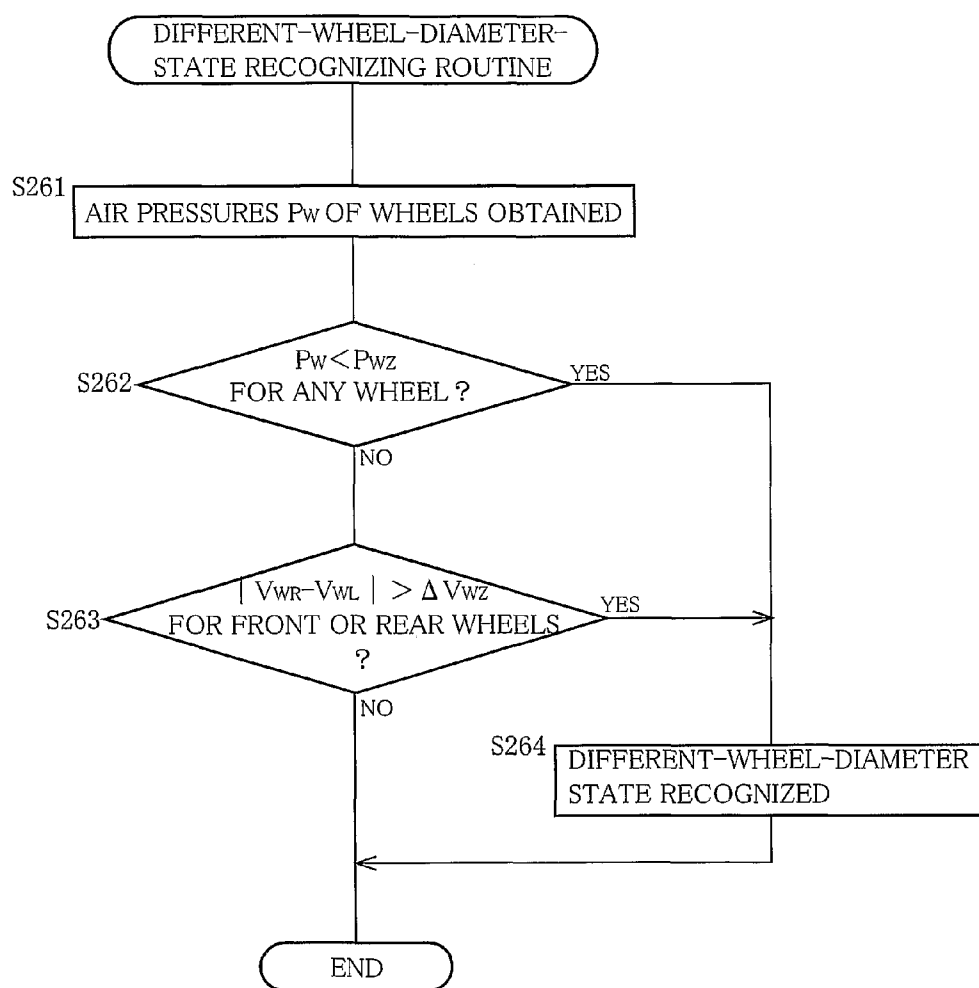 DIFFERENT-WHEEL-DIAMETER-
STATE RECOGNIZING ROUTINE
S261
AIR PRESSURES PW OF WHEELS OBTAINED
S262
PW<PWZ
FOR ANY WHEEL?
YES
NO
S263
| VWR-VWL | > Δ VWZ
FOR FRONT OR REAR WHEELS
?
YES
NO
S264
DIFFERENT-WHEEL-DIAMETER
STATE RECOGNIZED
END